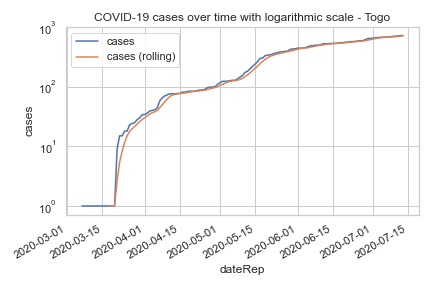 COVID-19 cases over time with logarithmic scale - Togo
cases
cases (rolling)
10³
10²
10¹
10⁰
cases
2020-03-01
2020-03-15
2020-04-01
2020-04-15
2020-05-01
2020-05-15
2020-06-01
2020-06-15
2020-07-01
2020-07-15
dateRep